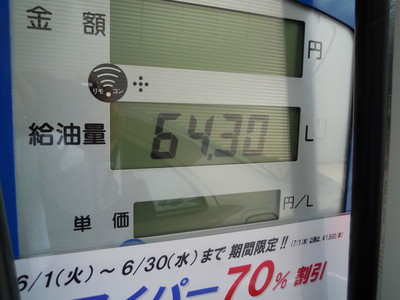 金額 円
リモコン
給油量 64.30 L
単価 円/L
6/1(火)～6/30(水)まで 期間限定!!
イパー70%割引